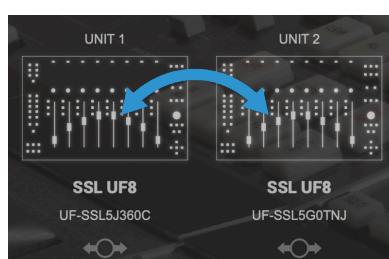 UNIT 1
UNIT 2
SSL UF8
SSL UF8
UF-SSL5J360C
UF-SSL5G0TNJ